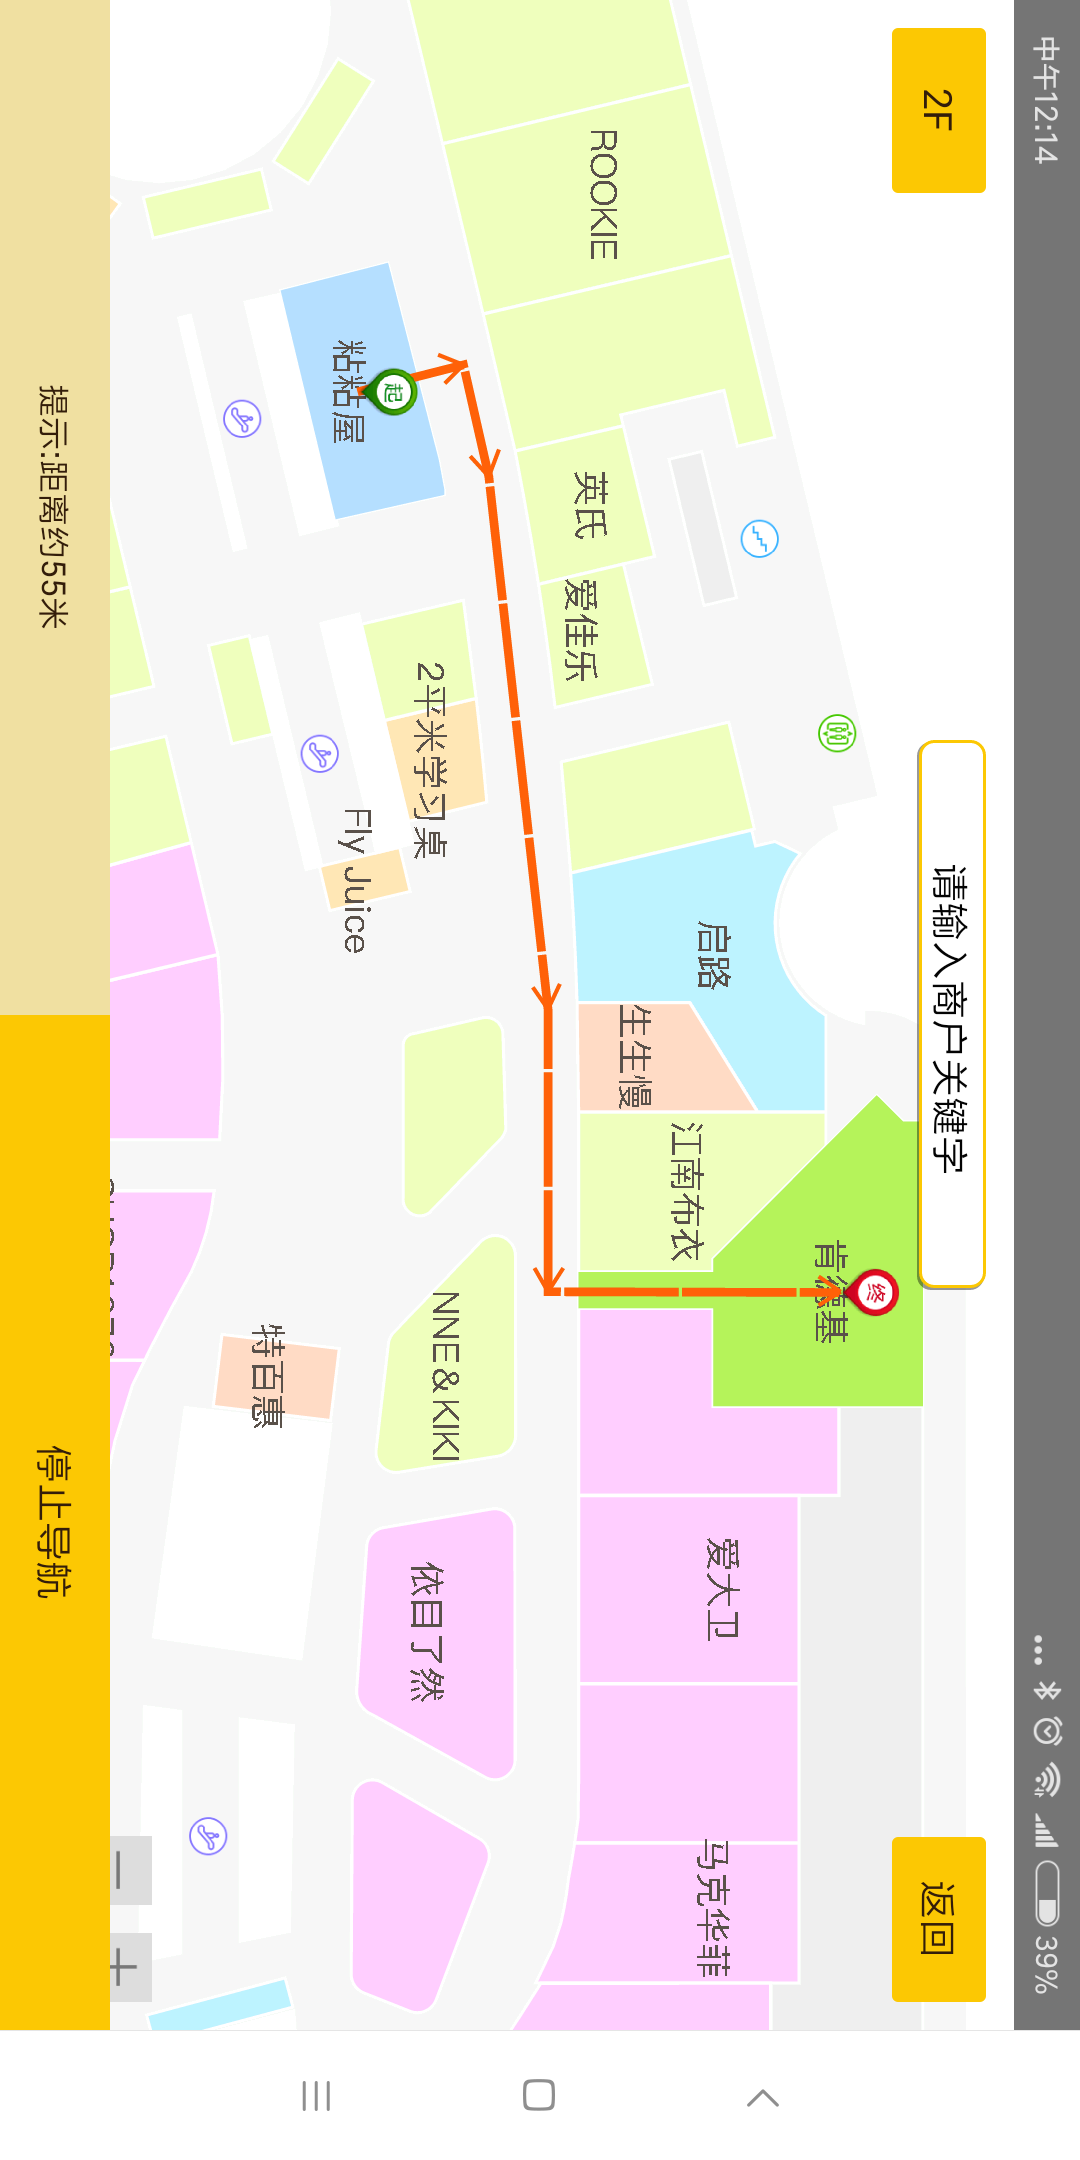 中午12:14
39%
2F
请输入商户关键字
返回
ROOKIE
粘粘屋
起
英氏
爱佳乐
2平米学习桌
Fly Juice
启路
生生慢
江南布衣
肯德基
终
NNE&KIKI
特百惠
依目了然
爱大卫
马克华菲
提示:距离约55米
停止导航